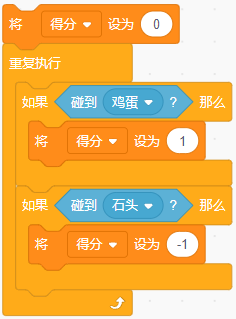 将 得分 设为 0
重复执行
如果 碰到 鸡蛋 ? 那么
将 得分 设为 1
如果 碰到 石头 ? 那么
将 得分 设为 -1